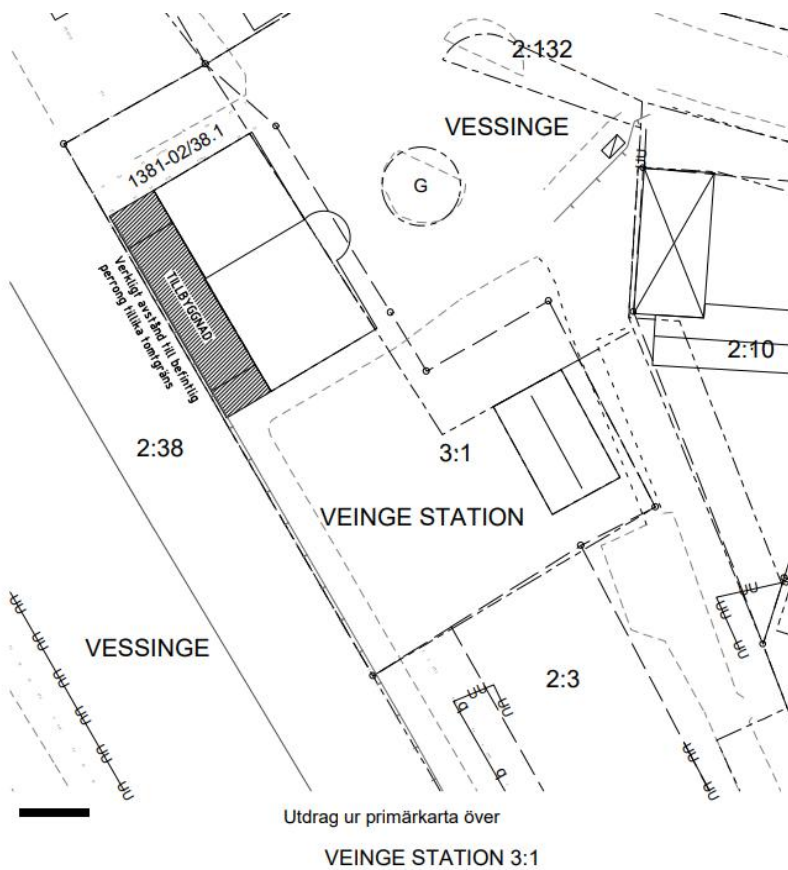 2:132
VESSINGE
1381-02/38.1
G
TILLBYGGNAD
Verkligt avstånd till befintlig
perrong tillika tomtgräns
2:10
2:38
3:1
VEINGE STATION
VESSINGE
2:3
Utdrag ur primärkarta över
VEINGE STATION 3:1